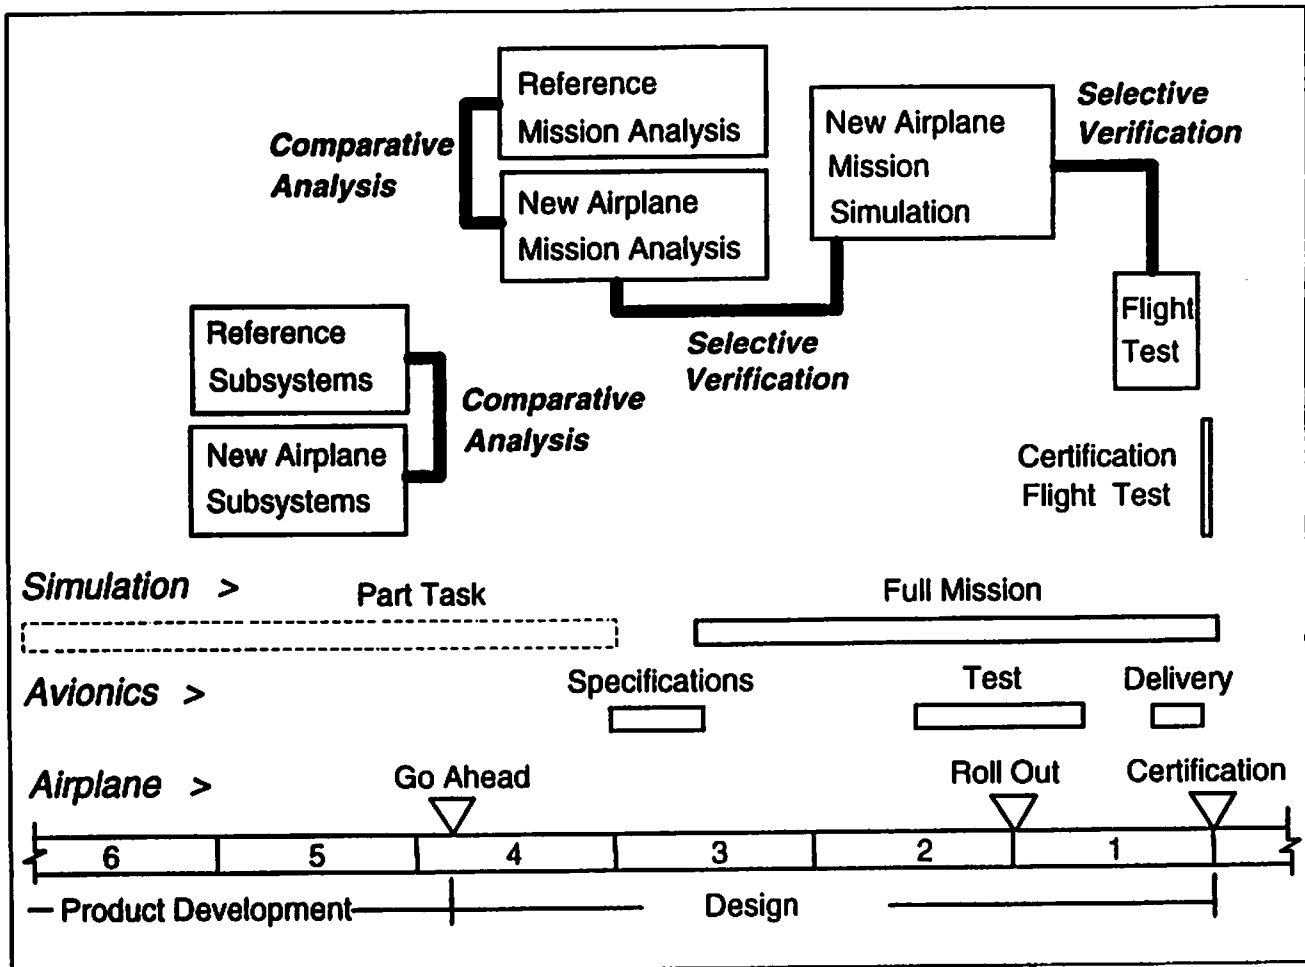 Reference
Mission Analysis
Comparative
Analysis
New Airplane
Mission Analysis
New Airplane
Mission
Simulation
Selective
Verification
Flight
Test
Selective
Verification
Reference
Subsystems
Comparative
Analysis
New Airplane
Subsystems
Certification
Flight Test
Simulation >
Part Task
Full Mission
Avionics >
Specifications
Test
Delivery
Airplane >
Go Ahead
Roll Out
Certification
6 5 4 3 2 1
Product Development
Design